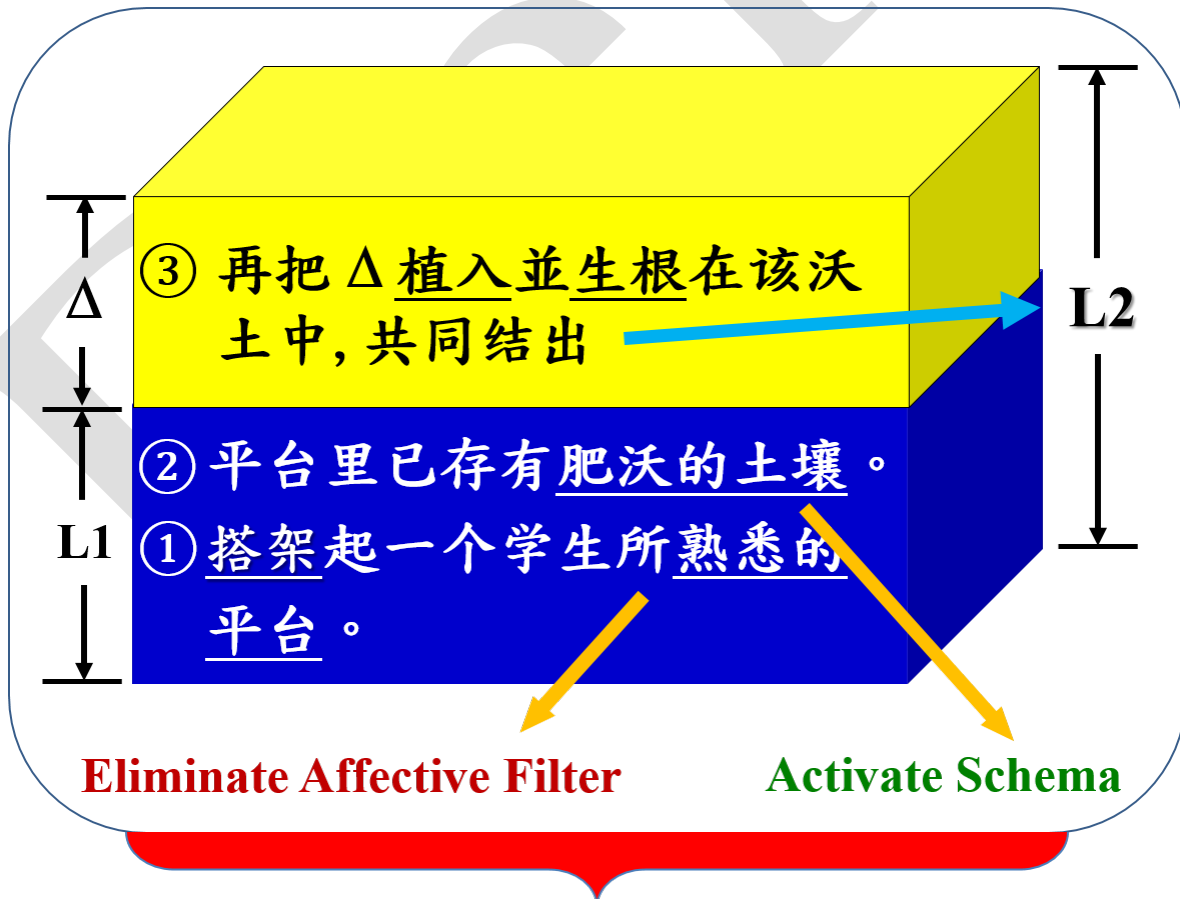 ③ 再把 Δ 植入並生根在该沃
土中, 共同结出
Δ
L2
② 平台里已存有肥沃的土壤。
① 搭架起一个学生所熟悉的
平台。
L1
Eliminate Affective Filter
Activate Schema